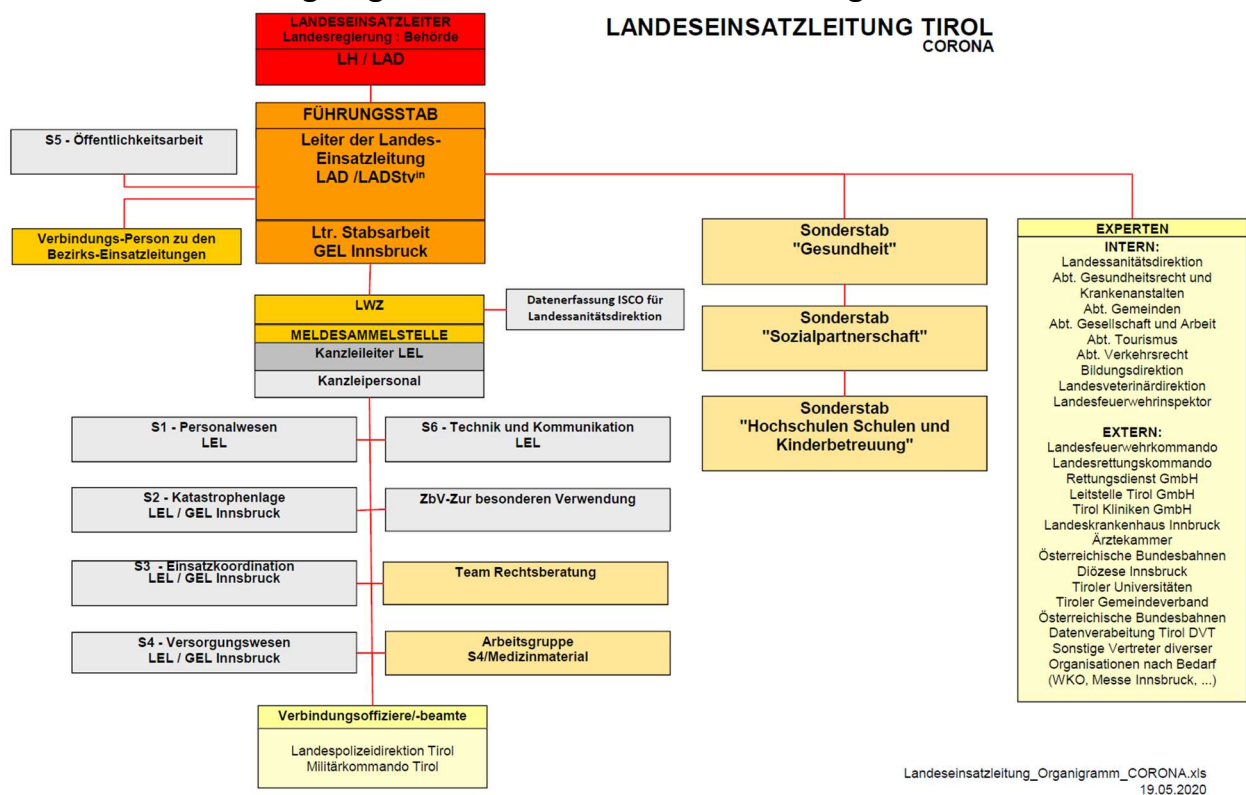 LANDESEINSATZLEITUNG TIROL
CORONA
LANDESEINSATZLEITER
Landesregierung : Behörde
LH / LAD
FÜHRUNGSSTAB
Leiter der Landes-
Einsatzleitung
LAD /LADStvⁱⁿ
Ltr. Stabsarbeit
GEL Innsbruck
S5 - Öffentlichkeitsarbeit
Verbindungs-Person zu den
Bezirks-Einsatzleitungen
LWZ
MELDESAMMELSTELLE
Kanzleileiter LEL
Kanzleipersonal
Datenerfassung ISCO für
Landessanitätsdirektion
S1 - Personalwesen
LEL
S6 - Technik und Kommunikation
LEL
S2 - Katastrophenlage
LEL / GEL Innsbruck
ZbV-Zur besonderen Verwendung
S3 - Einsatzkoordination
LEL / GEL Innsbruck
Team Rechtsberatung
S4 - Versorgungswesen
LEL / GEL Innsbruck
Arbeitsgruppe
S4/Medizinmaterial
Verbindungsoffiziere/-beamte
Landespolizeidirektion Tirol
Militärkommando Tirol
Sonderstab
"Gesundheit"
Sonderstab
"Sozialpartnerschaft"
Sonderstab
"Hochschulen Schulen und
Kinderbetreuung"
EXPERTEN
INTERN:
Landessanitätsdirektion
Abt. Gesundheitsrecht und
Krankenanstalten
Abt. Gemeinden
Abt. Gesellschaft und Arbeit
Abt. Tourismus
Abt. Verkehrsrecht
Bildungsdirektion
Landesveterinärdirektion
Landesfeuerwehrinspektor
EXTERN:
Landesfeuerwehrkommando
Landesrettungskommando
Rettungsdienst GmbH
Leitstelle Tirol GmbH
Tirol Kliniken GmbH
Landeskrankenhaus Innbruck
Ärztekammer
Österreichische Bundesbahnen
Diözese Innsbruck
Tiroler Universitäten
Tiroler Gemeindeverband
Österreichische Bundesbahnen
Datenverabeitung Tirol DVT
Sonstige Vertreter diverser
Organisationen nach Bedarf
(WKO, Messe Innsbruck, ...)
Landeseinsatzleitung_Organigramm_CORONA.xls
19.05.2020